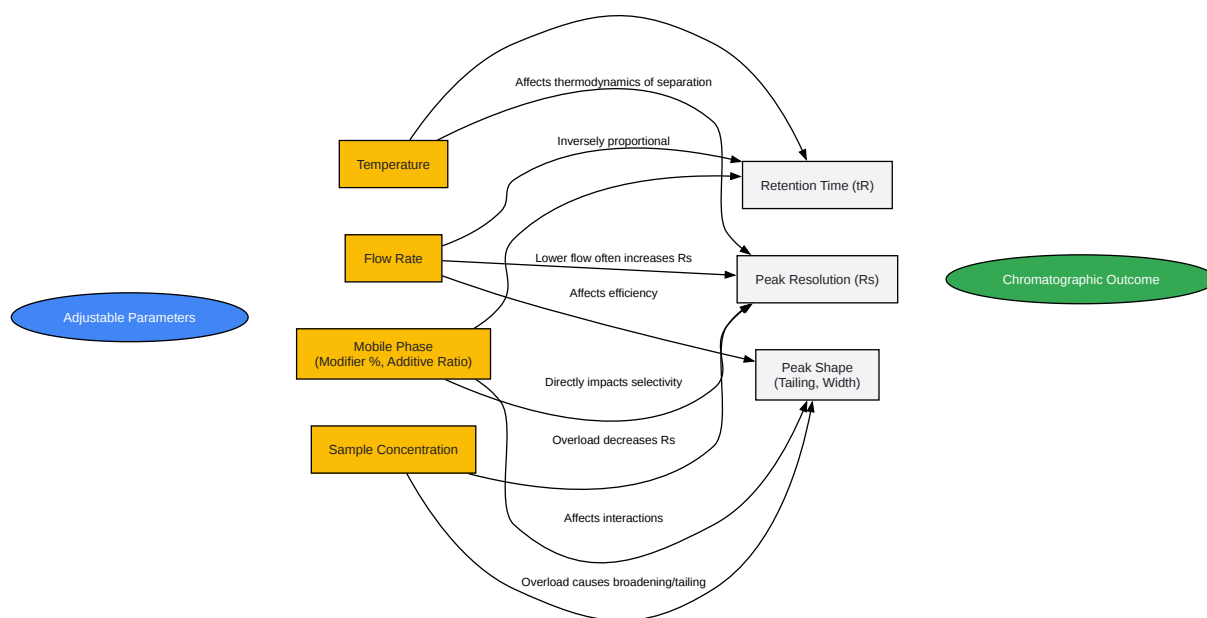 Affects thermodynamics of separation
Inversely proportional
Temperature
Retention Time (tR)
Flow Rate
Lower flow often increases Rs
Peak Resolution (Rs)
Chromatographic Outcome
Affects efficiency
Adjustable Parameters
Mobile Phase
(Modifier %, Additive Ratio)
Peak Shape
(Tailing, Width)
Directly impacts selectivity
Overload decreases Rs
Sample Concentration
Affects interactions
Overload causes broadening/tailing